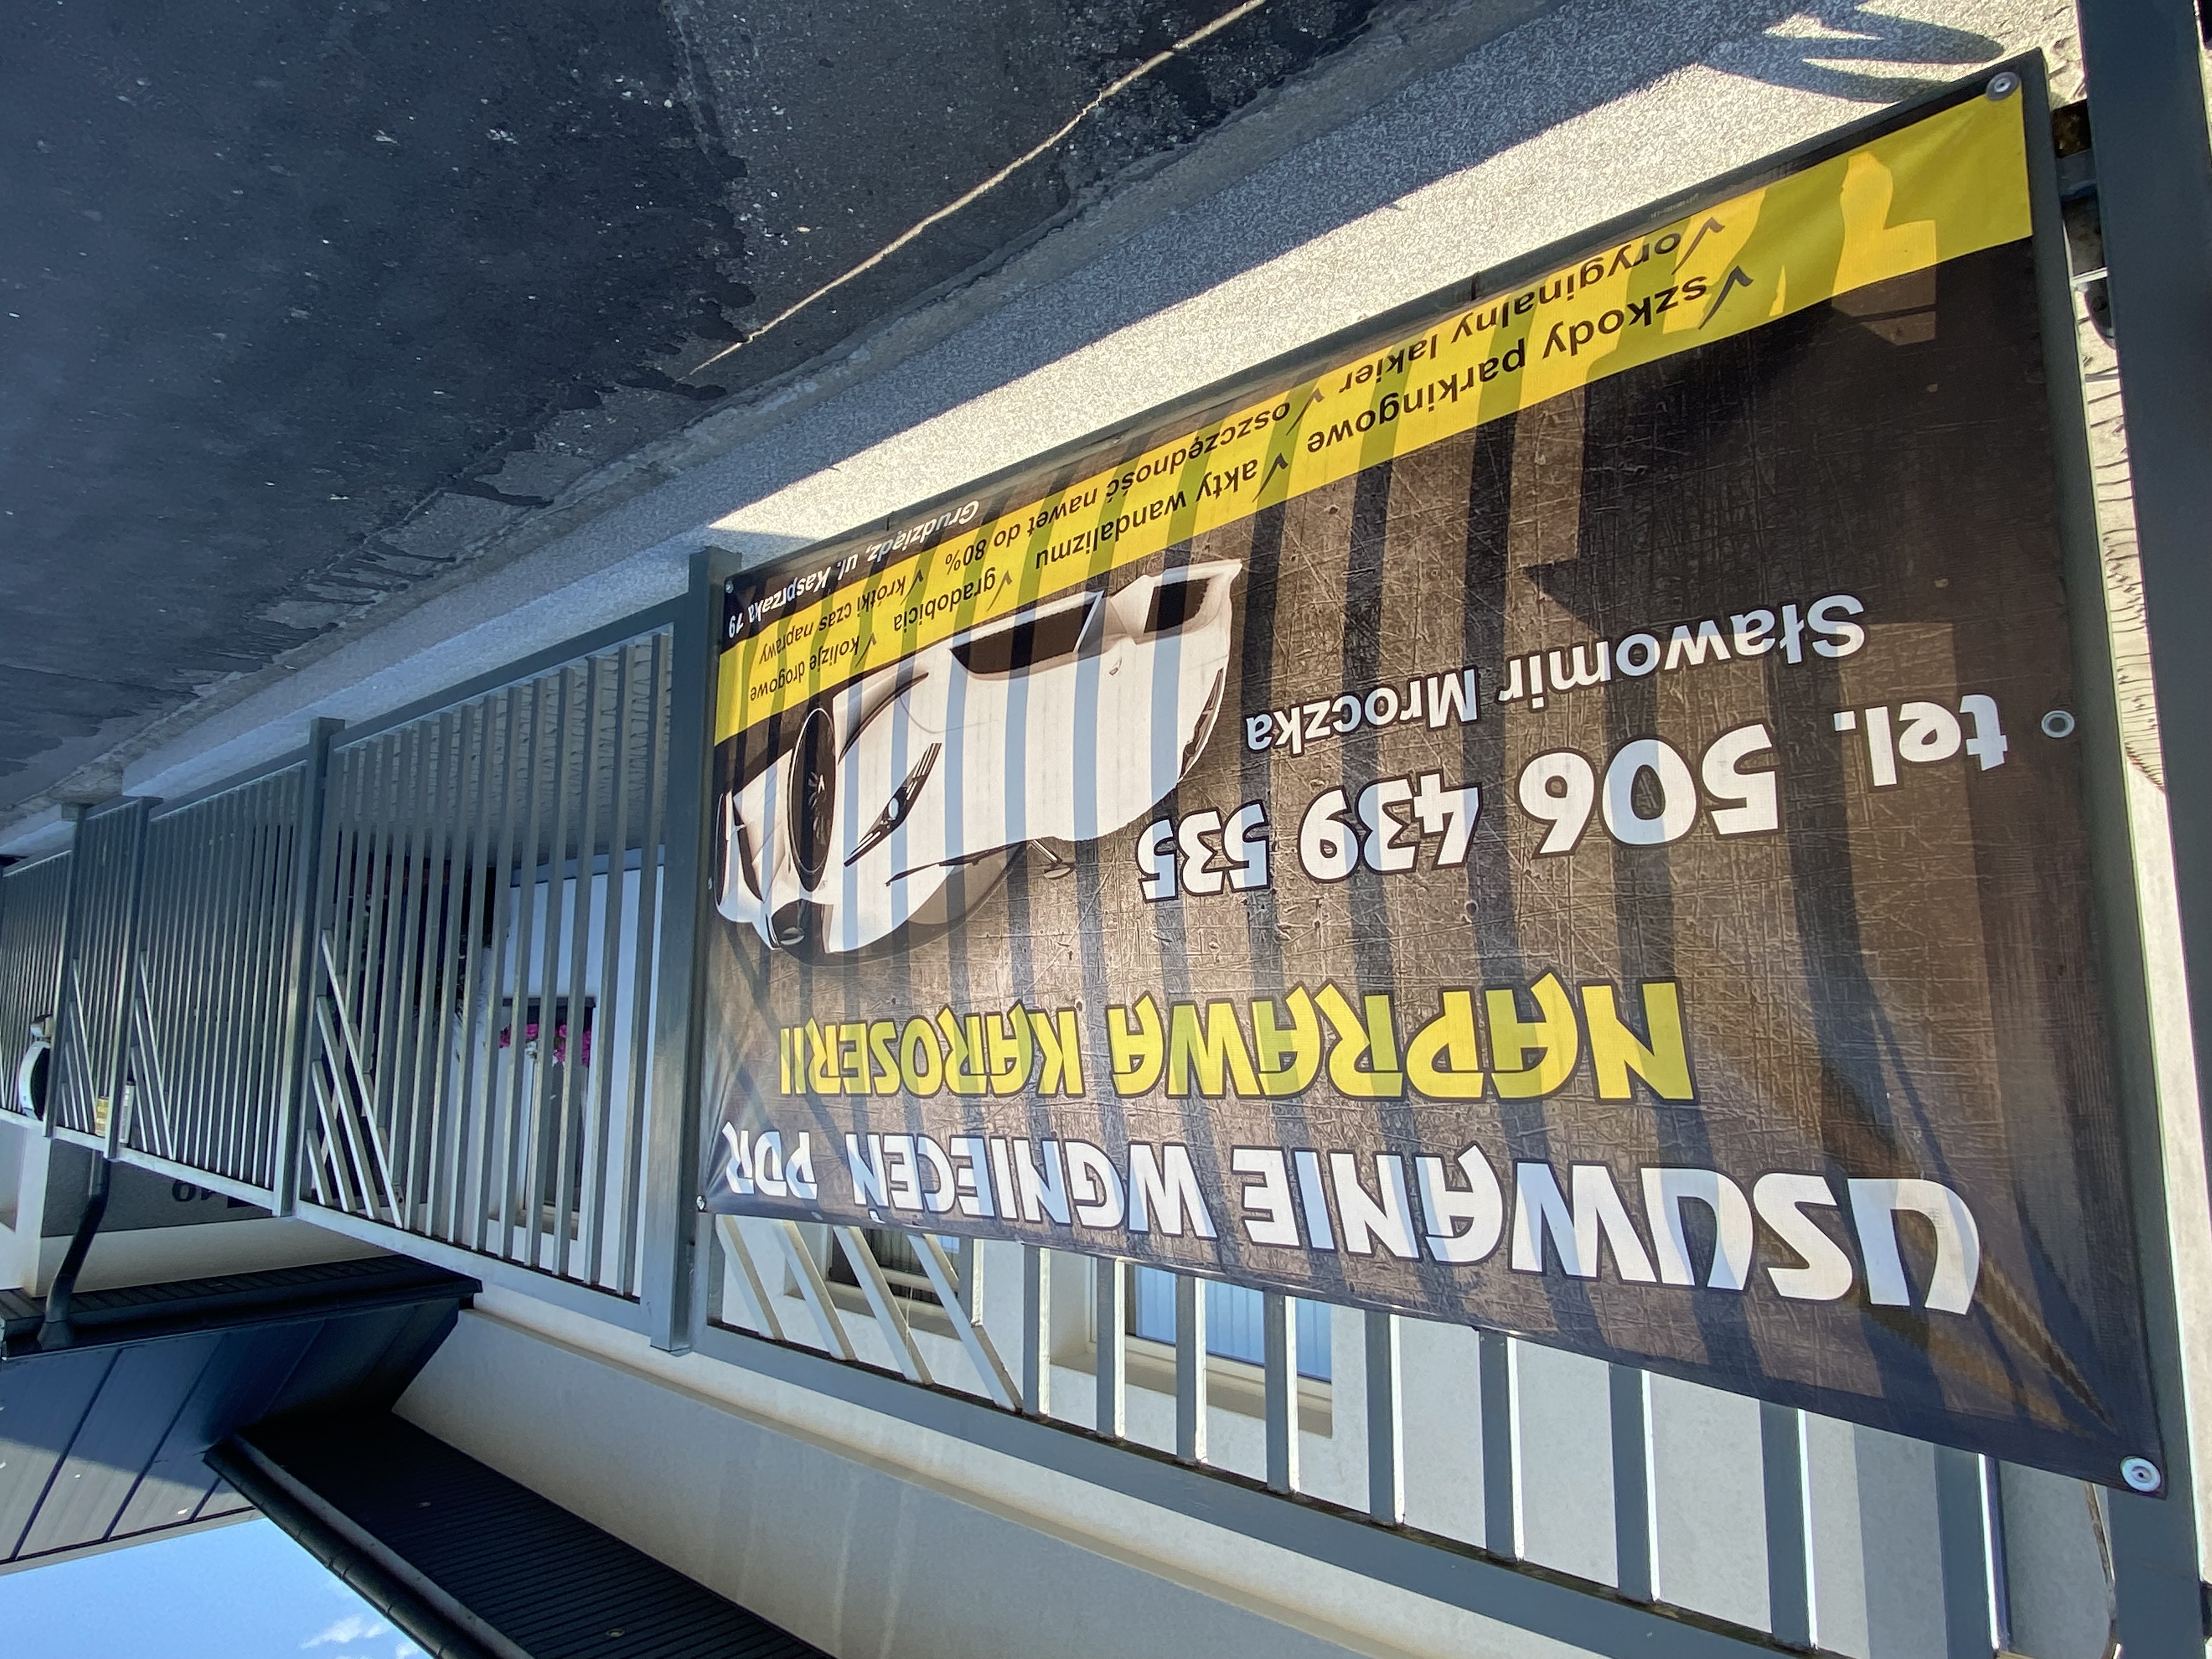 USUWANIE WGNIECEŃ PDR
NAPRAWA KAROSERII
tel. 506 439 535
Sławomir Mroczka
√ szkody parkingowe √ akty wandalizmu √ gradobicia √ kolizje drogowe
√ oryginalny lakier √ oszczędność nawet do 80% √ krótki czas naprawy
Grudziądz, ul. Kasprzaka 19